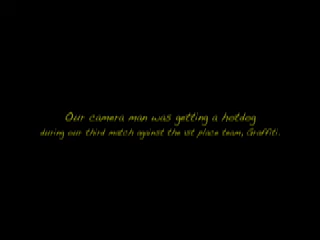 Our camera man was getting a hotdog
during our third match against the 1st place team, Graffiti.